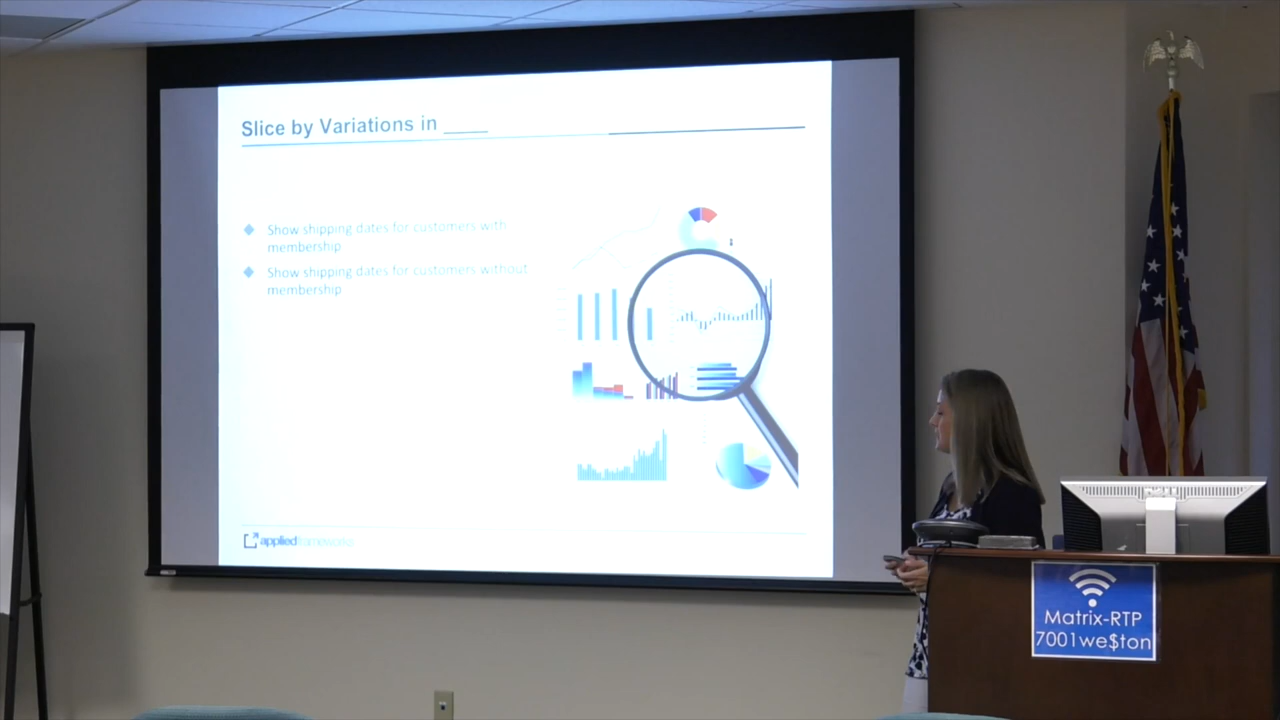 Slice by Variations in ____
Show shipping dates for customers with
membership
Show shipping dates for customers without
membership
appliedframeworks
Matrix-RTP
7001we$ton